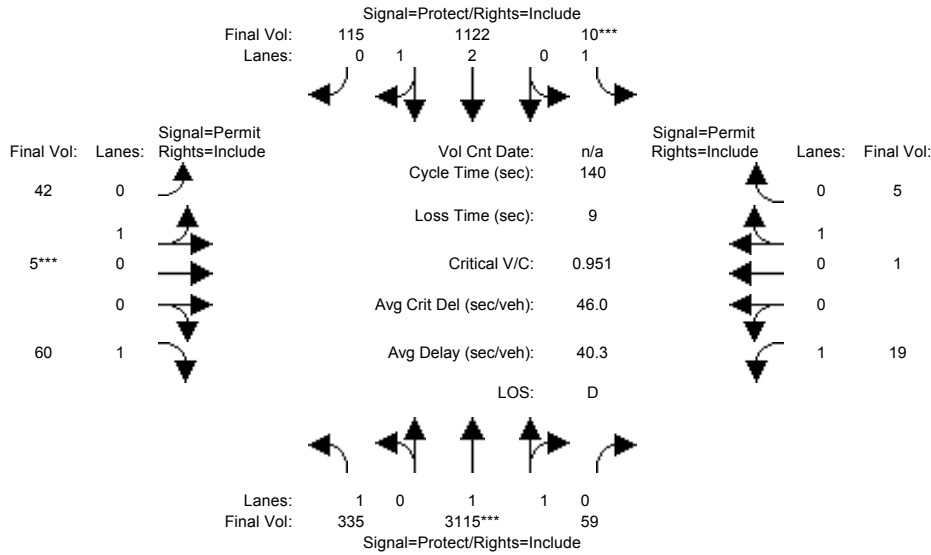 Signal=Protect/Rights=Include
Final Vol: 115 1122 10***
Lanes: 0 1 2 0 1
Signal=Permit Signal=Permit
Final Vol: Lanes: Rights=Include Vol Cnt Date: n/a Rights=Include Lanes: Final Vol:
Cycle Time (sec): 140
42 0 0 5
Loss Time (sec): 9
1 1
5*** 0 Critical V/C: 0.951 0 1
0 Avg Crit Del (sec/veh): 46.0 0
60 1 Avg Delay (sec/veh): 40.3 1 19
LOS: D
Lanes: 1 0 1 1 0
Final Vol: 335 3115*** 59
Signal=Protect/Rights=Include